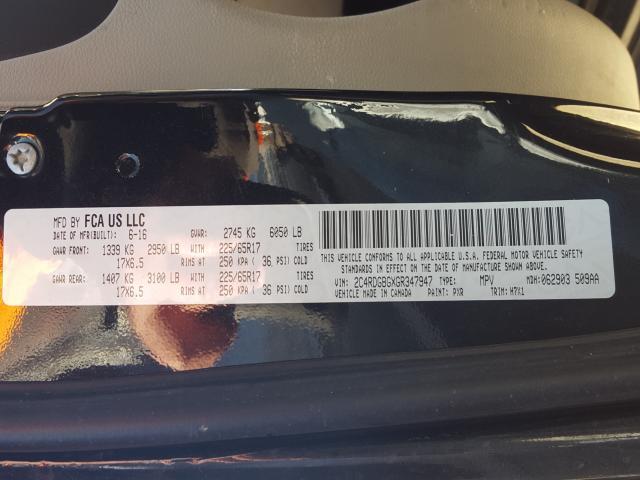 MFD BY FCA US LLC
DATE OF MFR(BUILT): 6-16 GVWR: 2745 KG 6050 LB
GAWR FRONT: 1339 KG 2950 LB WITH 225/65R17 TIRES
17X6.5 RIMS AT 250 KPA ( 36 PSI) COLD
GAWR REAR: 1407 KG 3100 LB WITH 225/65R17 TIRES
17X6.5 RIMS AT 250 KPA ( 36 PSI) COLD
THIS VEHICLE CONFORMS TO ALL APPLICABLE U.S.A. FEDERAL MOTOR VEHICLE SAFETY
STANDARDS IN EFFECT ON THE DATE OF MANUFACTURE SHOWN ABOVE.
VIN: 2C4RDGBGXGR347947 TYPE: MPV MDH: 062903 509AA
VEHICLE MADE IN CANADA PAINT: PXR TRIM: H7X1